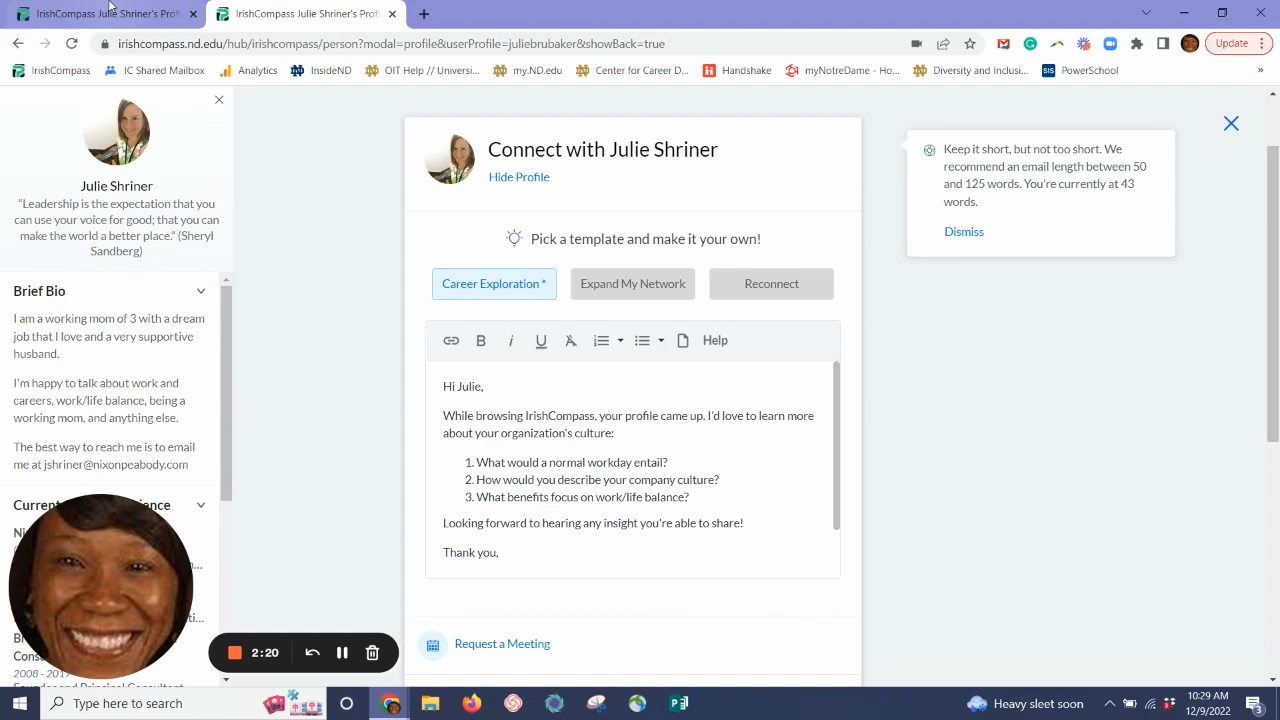 IrishCompass Julie Shriner's Profi
IrishCompass Julie Shriner's Profi
irishcompass.nd.edu/hub/irishcompass/person?modal=profile&userProfile=juliebrubaker&showBack=true
Update
IrishCompass
IC Shared Mailbox
Analytics
InsideND
OIT Help // Universi...
my.ND.edu
Center for Career D...
Handshake
myNotreDame - Ho...
Diversity and Inclusi...
SIS PowerSchool
»
Julie Shriner
“Leadership is the expectation that you
can use your voice for good; that you can
make the world a better place.” (Sheryl
Sandberg)
Brief Bio
I am a working mom of 3 with a dream
job that I love and a very supportive
husband.
I'm happy to talk about work and
careers, work/life balance, being a
working mom, and anything else.
The best way to reach me is to email
me at jshriner@nixonpeabody.com
2008 - 201
Founder and Principal Consultant
Connect with Julie Shriner
Hide Profile
Pick a template and make it your own!
Career Exploration *
Expand My Network
Reconnect
B i U A Help
Hi Julie,
While browsing IrishCompass, your profile came up. I'd love to learn more
about your organization's culture:
1. What would a normal workday entail?
2. How would you describe your company culture?
3. What benefits focus on work/life balance?
Looking forward to hearing any insight you're able to share!
Thank you,
Request a Meeting
Keep it short, but not too short. We
recommend an email length between 50
and 125 words. You're currently at 43
words.
Dismiss
2:20
Type here to search
Heavy sleet soon
10:29 AM
12/9/2022
3